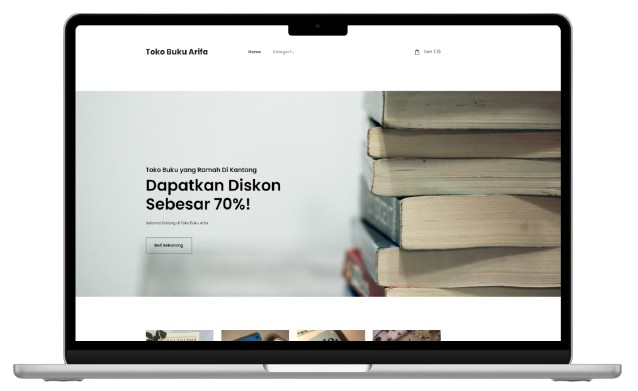 Toko Buku Arifa
Home Kategori
Cart (0)
Toko Buku yang Ramah Di Kantong
Dapatkan Diskon
Sebesar 70%!
Selamat Datang di Toko Buku Arifa
Beli Sekarang